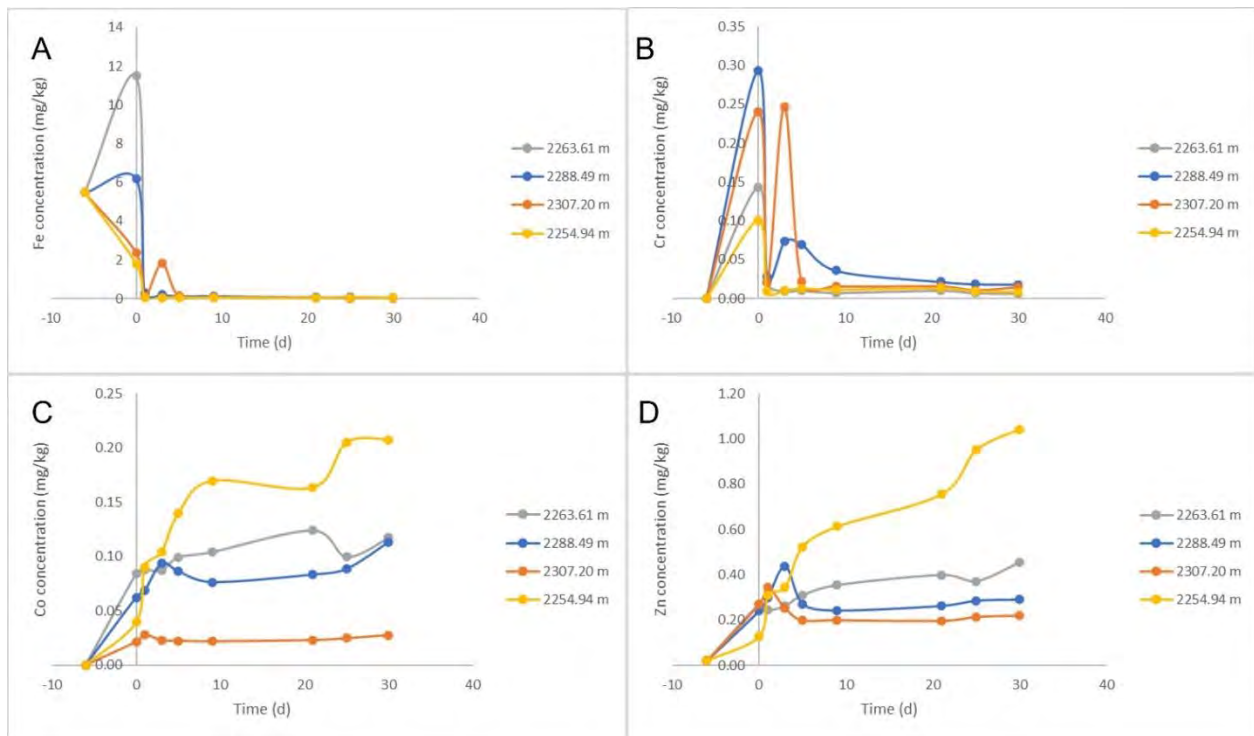 A
Fe concentration (mg/kg)
14
12
10
8
6
4
2
0
-10
0
10
20
30
40
Time (d)
2263.61 m
2288.49 m
2307.20 m
2254.94 m
B
Cr concentration (mg/kg)
0.35
0.30
0.25
0.20
0.15
0.10
0.05
0.00
-10
0
10
20
30
40
Time (d)
2263.61 m
2288.49 m
2307.20 m
2254.94 m
C
Co concentration (mg/kg)
0.25
0.20
0.15
0.10
0.05
0.00
-10
0
10
20
30
40
Time (d)
2263.61 m
2288.49 m
2307.20 m
2254.94 m
D
Zn concentration (mg/kg)
1.20
1.00
0.80
0.60
0.40
0.20
0.00
-10
0
10
20
30
40
Time (d)
2263.61 m
2288.49 m
2307.20 m
2254.94 m